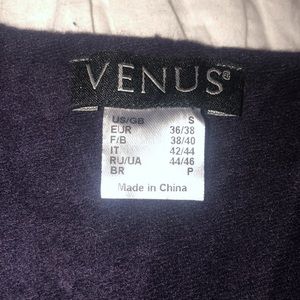 VENUS®
US/GB S
EUR 36/38
F/B 38/40
IT 42/44
RU/UA 44/46
BR P
Made in China